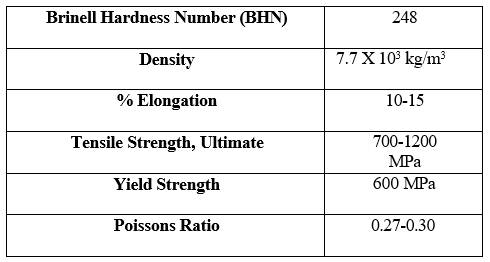 Brinell Hardness Number (BHN) 248
Density 7.7 X 10³ kg/m³
% Elongation 10-15
Tensile Strength, Ultimate 700-1200
MPa
Yield Strength 600 MPa
Poissons Ratio 0.27-0.30